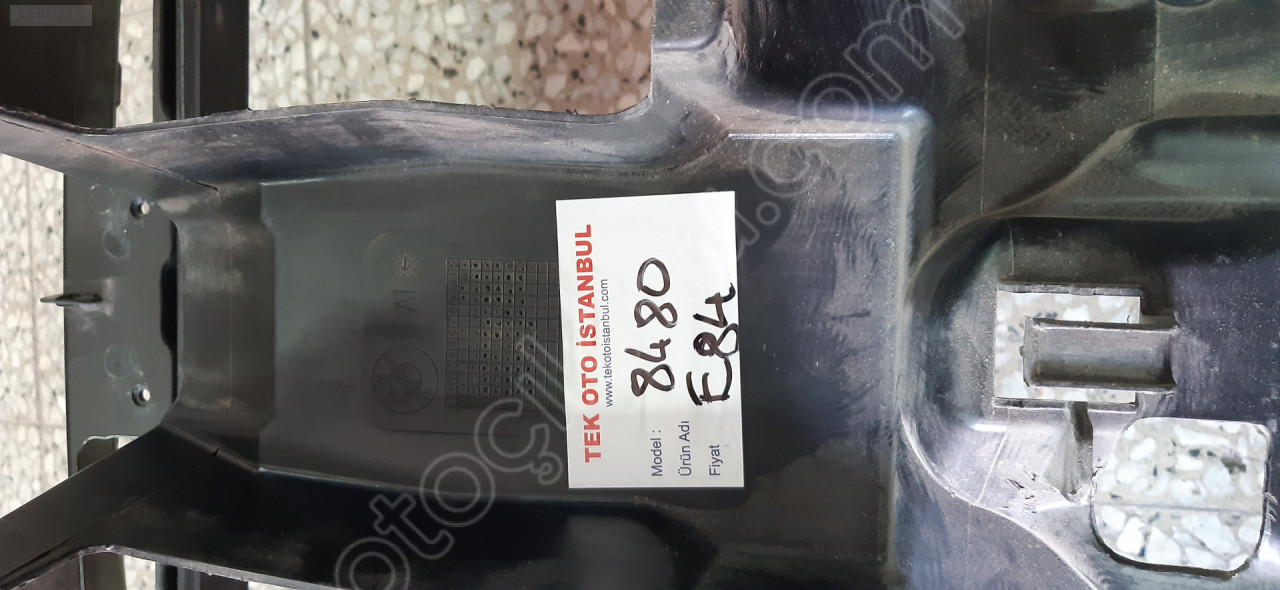 TEK OTO İSTANBUL
www.tekotoistanbul.com
8480
Model :
E84
Ürün Adı
Fiyat